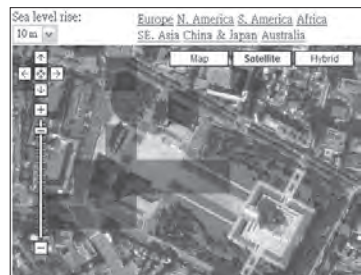 Sea level rise:
10 m
Europe N. America S. America Africa
SE. Asia China & Japan Australia
Map Satellite Hybrid